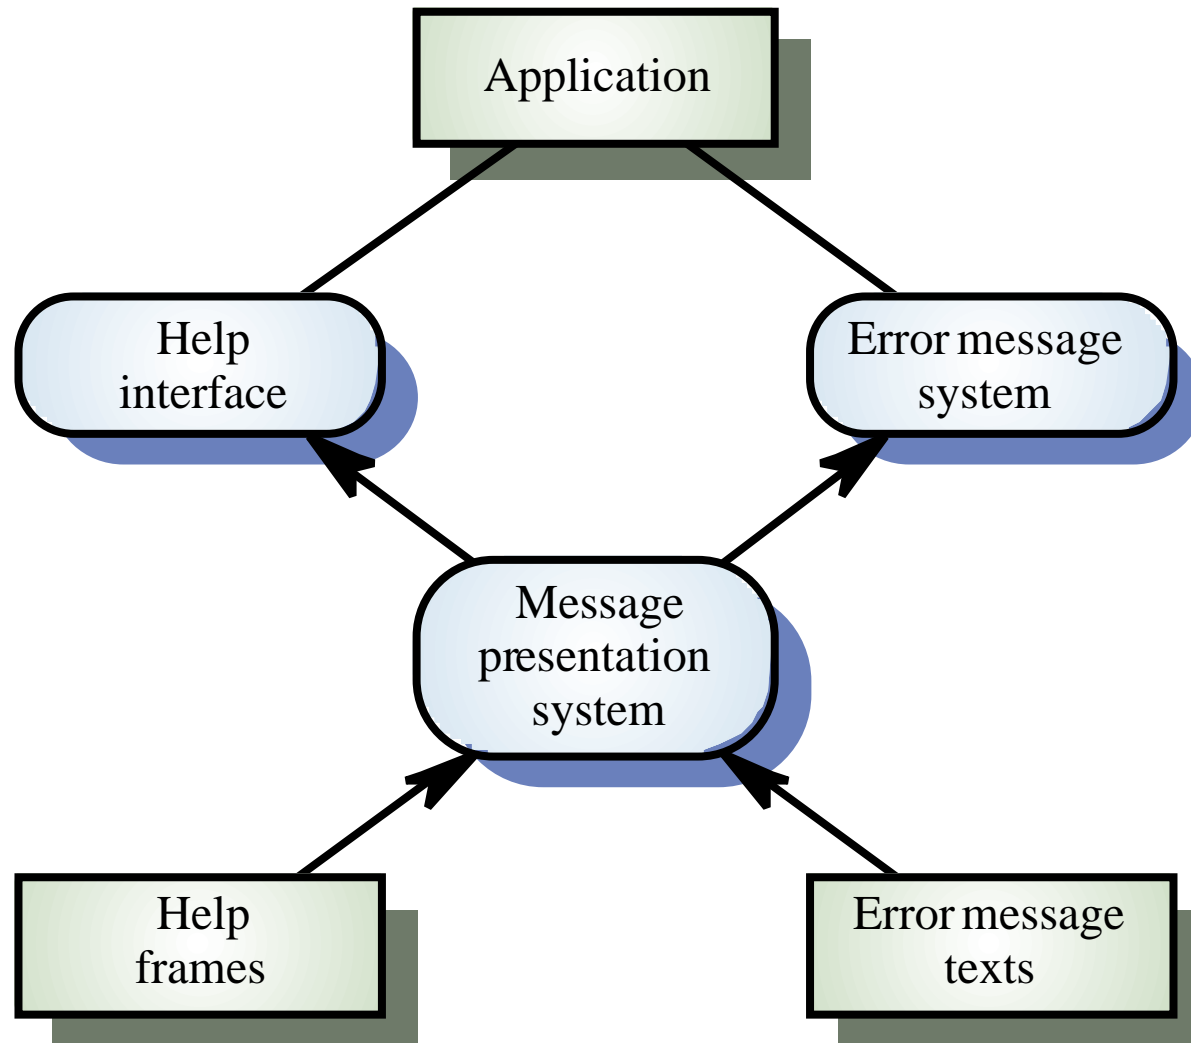 Application
Help
interface
Error message
system
Message
presentation
system
Help
frames
Error message
texts